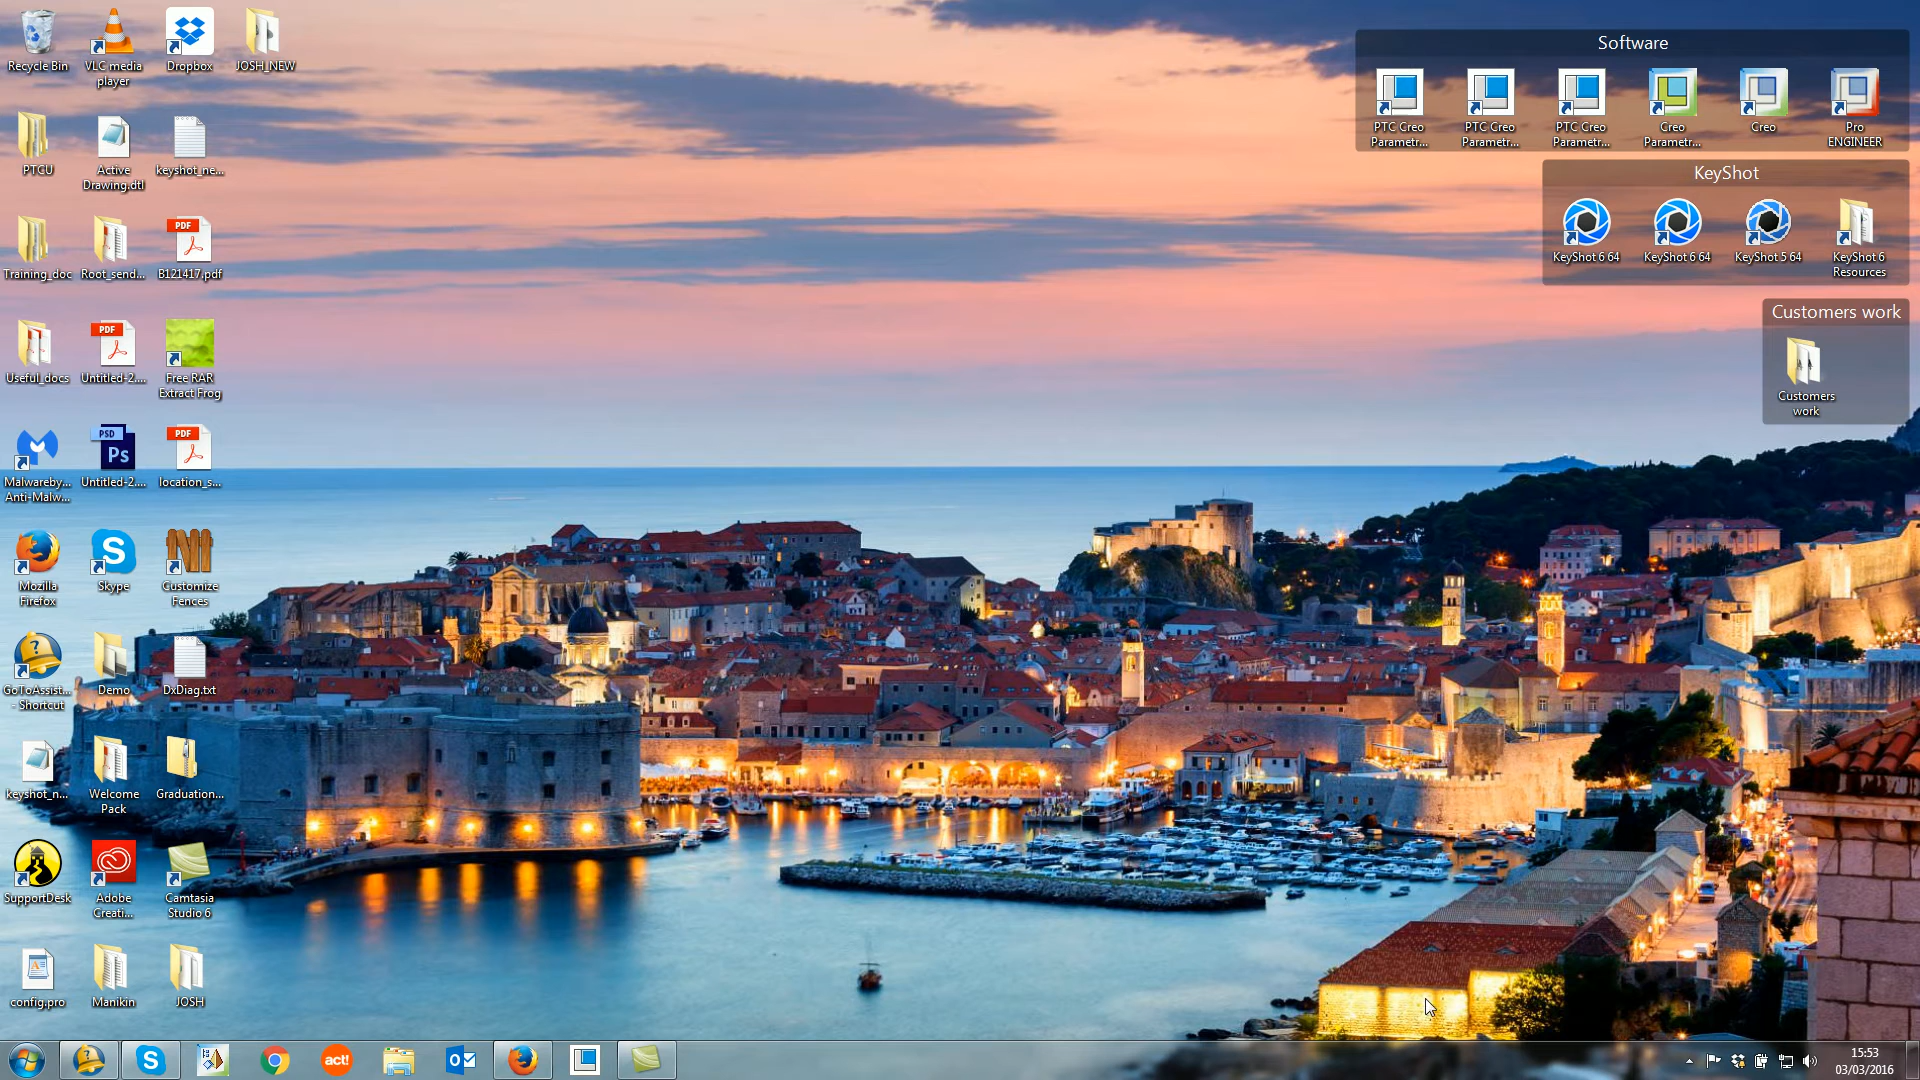 Recycle Bin
VLC media
player
Dropbox
JOSH_NEW
PTCU
Active
Drawing.dtl
keyshot_ne...
Training_doc
Root_send...
PDF
B121417.pdf
Useful_docs
PDF
Untitled-2....
Free RAR
Extract Frog
Malwareby...
Anti-Malw...
PSD
Ps
Untitled-2....
PDF
location_s...
Mozilla
Firefox
S
Skype
Customize
Fences
?
GoToAssist...
- Shortcut
Demo
DxDiag.txt
keyshot_n...
Welcome
Pack
Graduation...
SupportDesk
Adobe
Creati...
Camtasia
Studio 6
config.pro
Manikin
JOSH
Software
PTC Creo
Parametr...
PTC Creo
Parametr...
PTC Creo
Parametr...
Creo
Parametr...
Creo
Pro
ENGINEER
KeyShot
KeyShot 6 64
KeyShot 6 64
KeyShot 5 64
KeyShot 6
Resources
Customers work
Customers
work
?
S
act!
O
15:53
03/03/2016